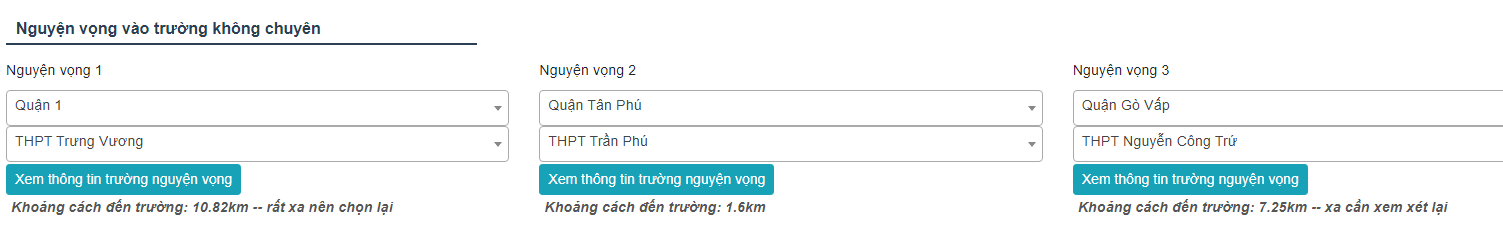 Nguyện vọng vào trường không chuyên
Nguyện vọng 1
Quận 1
THPT Trưng Vương
Xem thông tin trường nguyện vọng
Khoảng cách đến trường: 10.82km -- rất xa nên chọn lại
Nguyện vọng 2
Quận Tân Phú
THPT Trần Phú
Xem thông tin trường nguyện vọng
Khoảng cách đến trường: 1.6km
Nguyện vọng 3
Quận Gò Vấp
THPT Nguyễn Công Trứ
Xem thông tin trường nguyện vọng
Khoảng cách đến trường: 7.25km -- xa cần xem xét lại